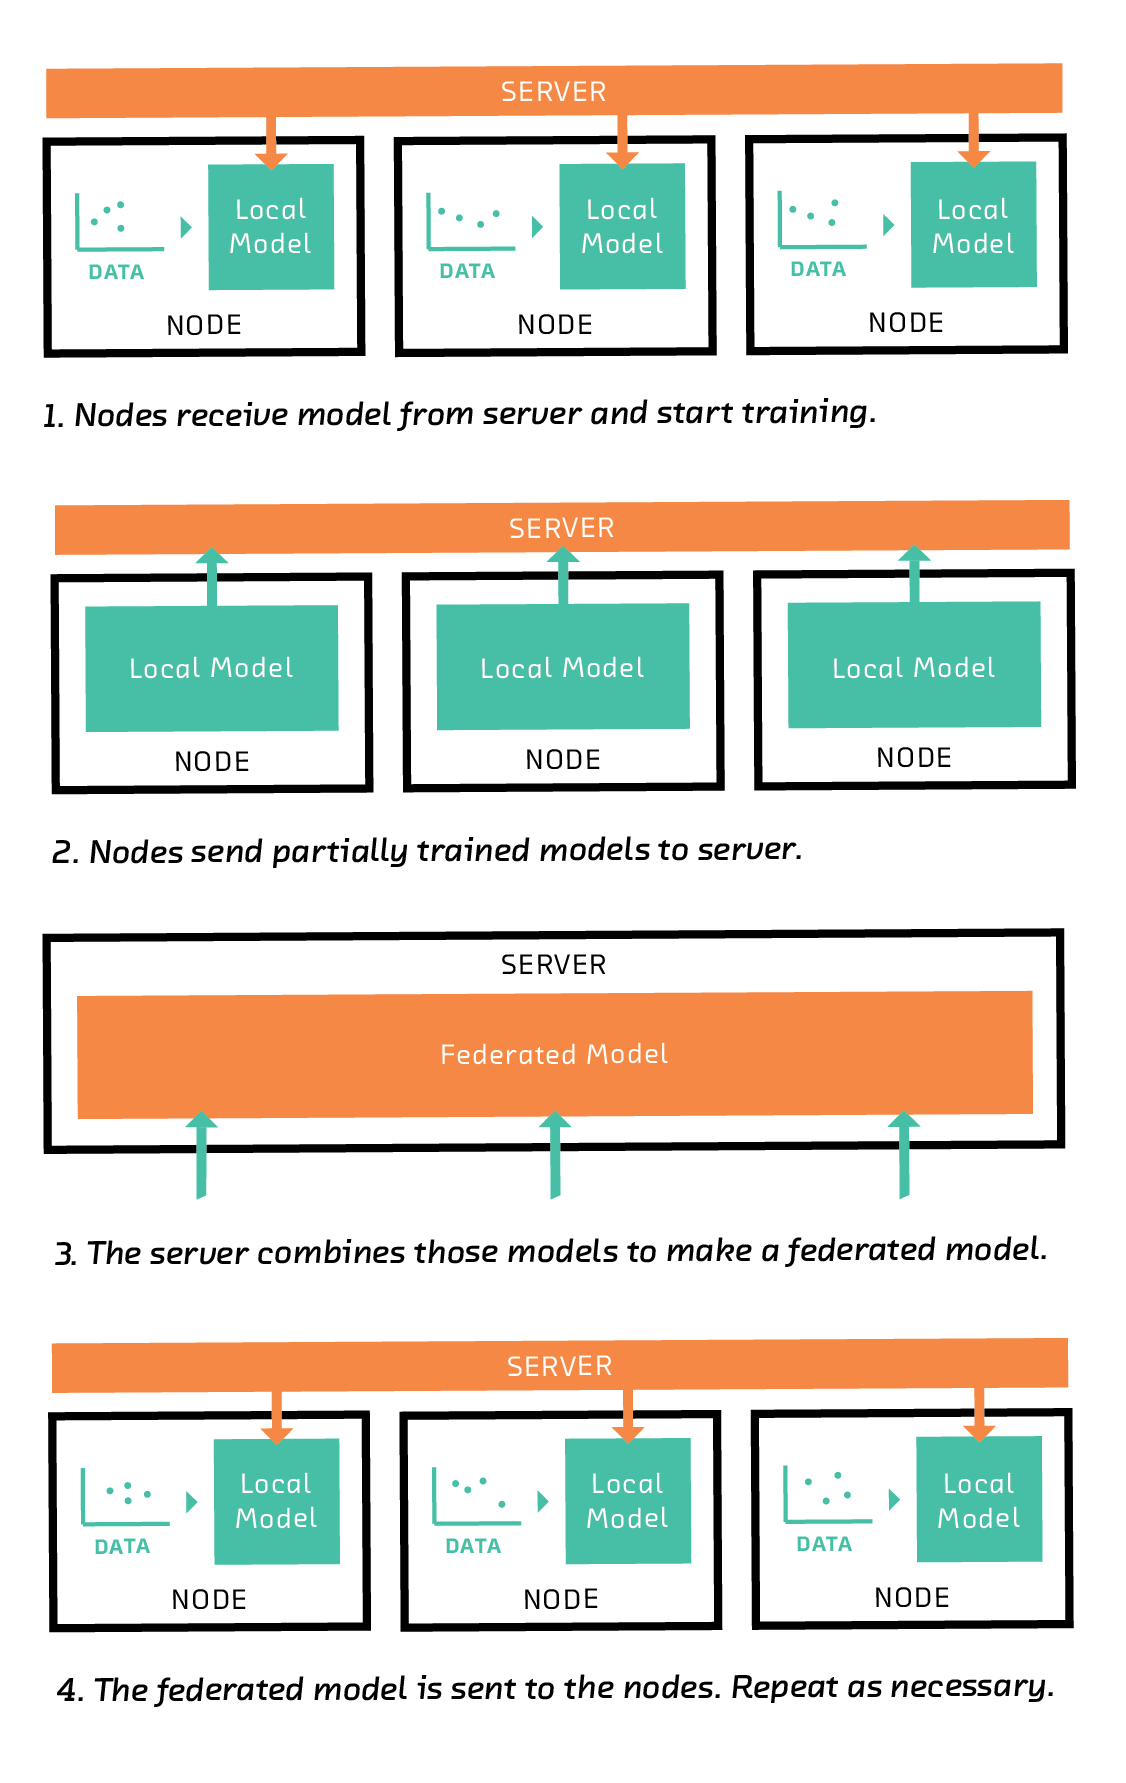 SERVER
Local
Model
DATA
NODE
Local
Model
DATA
NODE
Local
Model
DATA
NODE
1. Nodes receive model from server and start training.
SERVER
Local Model
NODE
Local Model
NODE
Local Model
NODE
2. Nodes send partially trained models to server.
SERVER
Federated Model
3. The server combines those models to make a federated model.
SERVER
Local
Model
DATA
NODE
Local
Model
DATA
NODE
Local
Model
DATA
NODE
4. The federated model is sent to the nodes. Repeat as necessary.